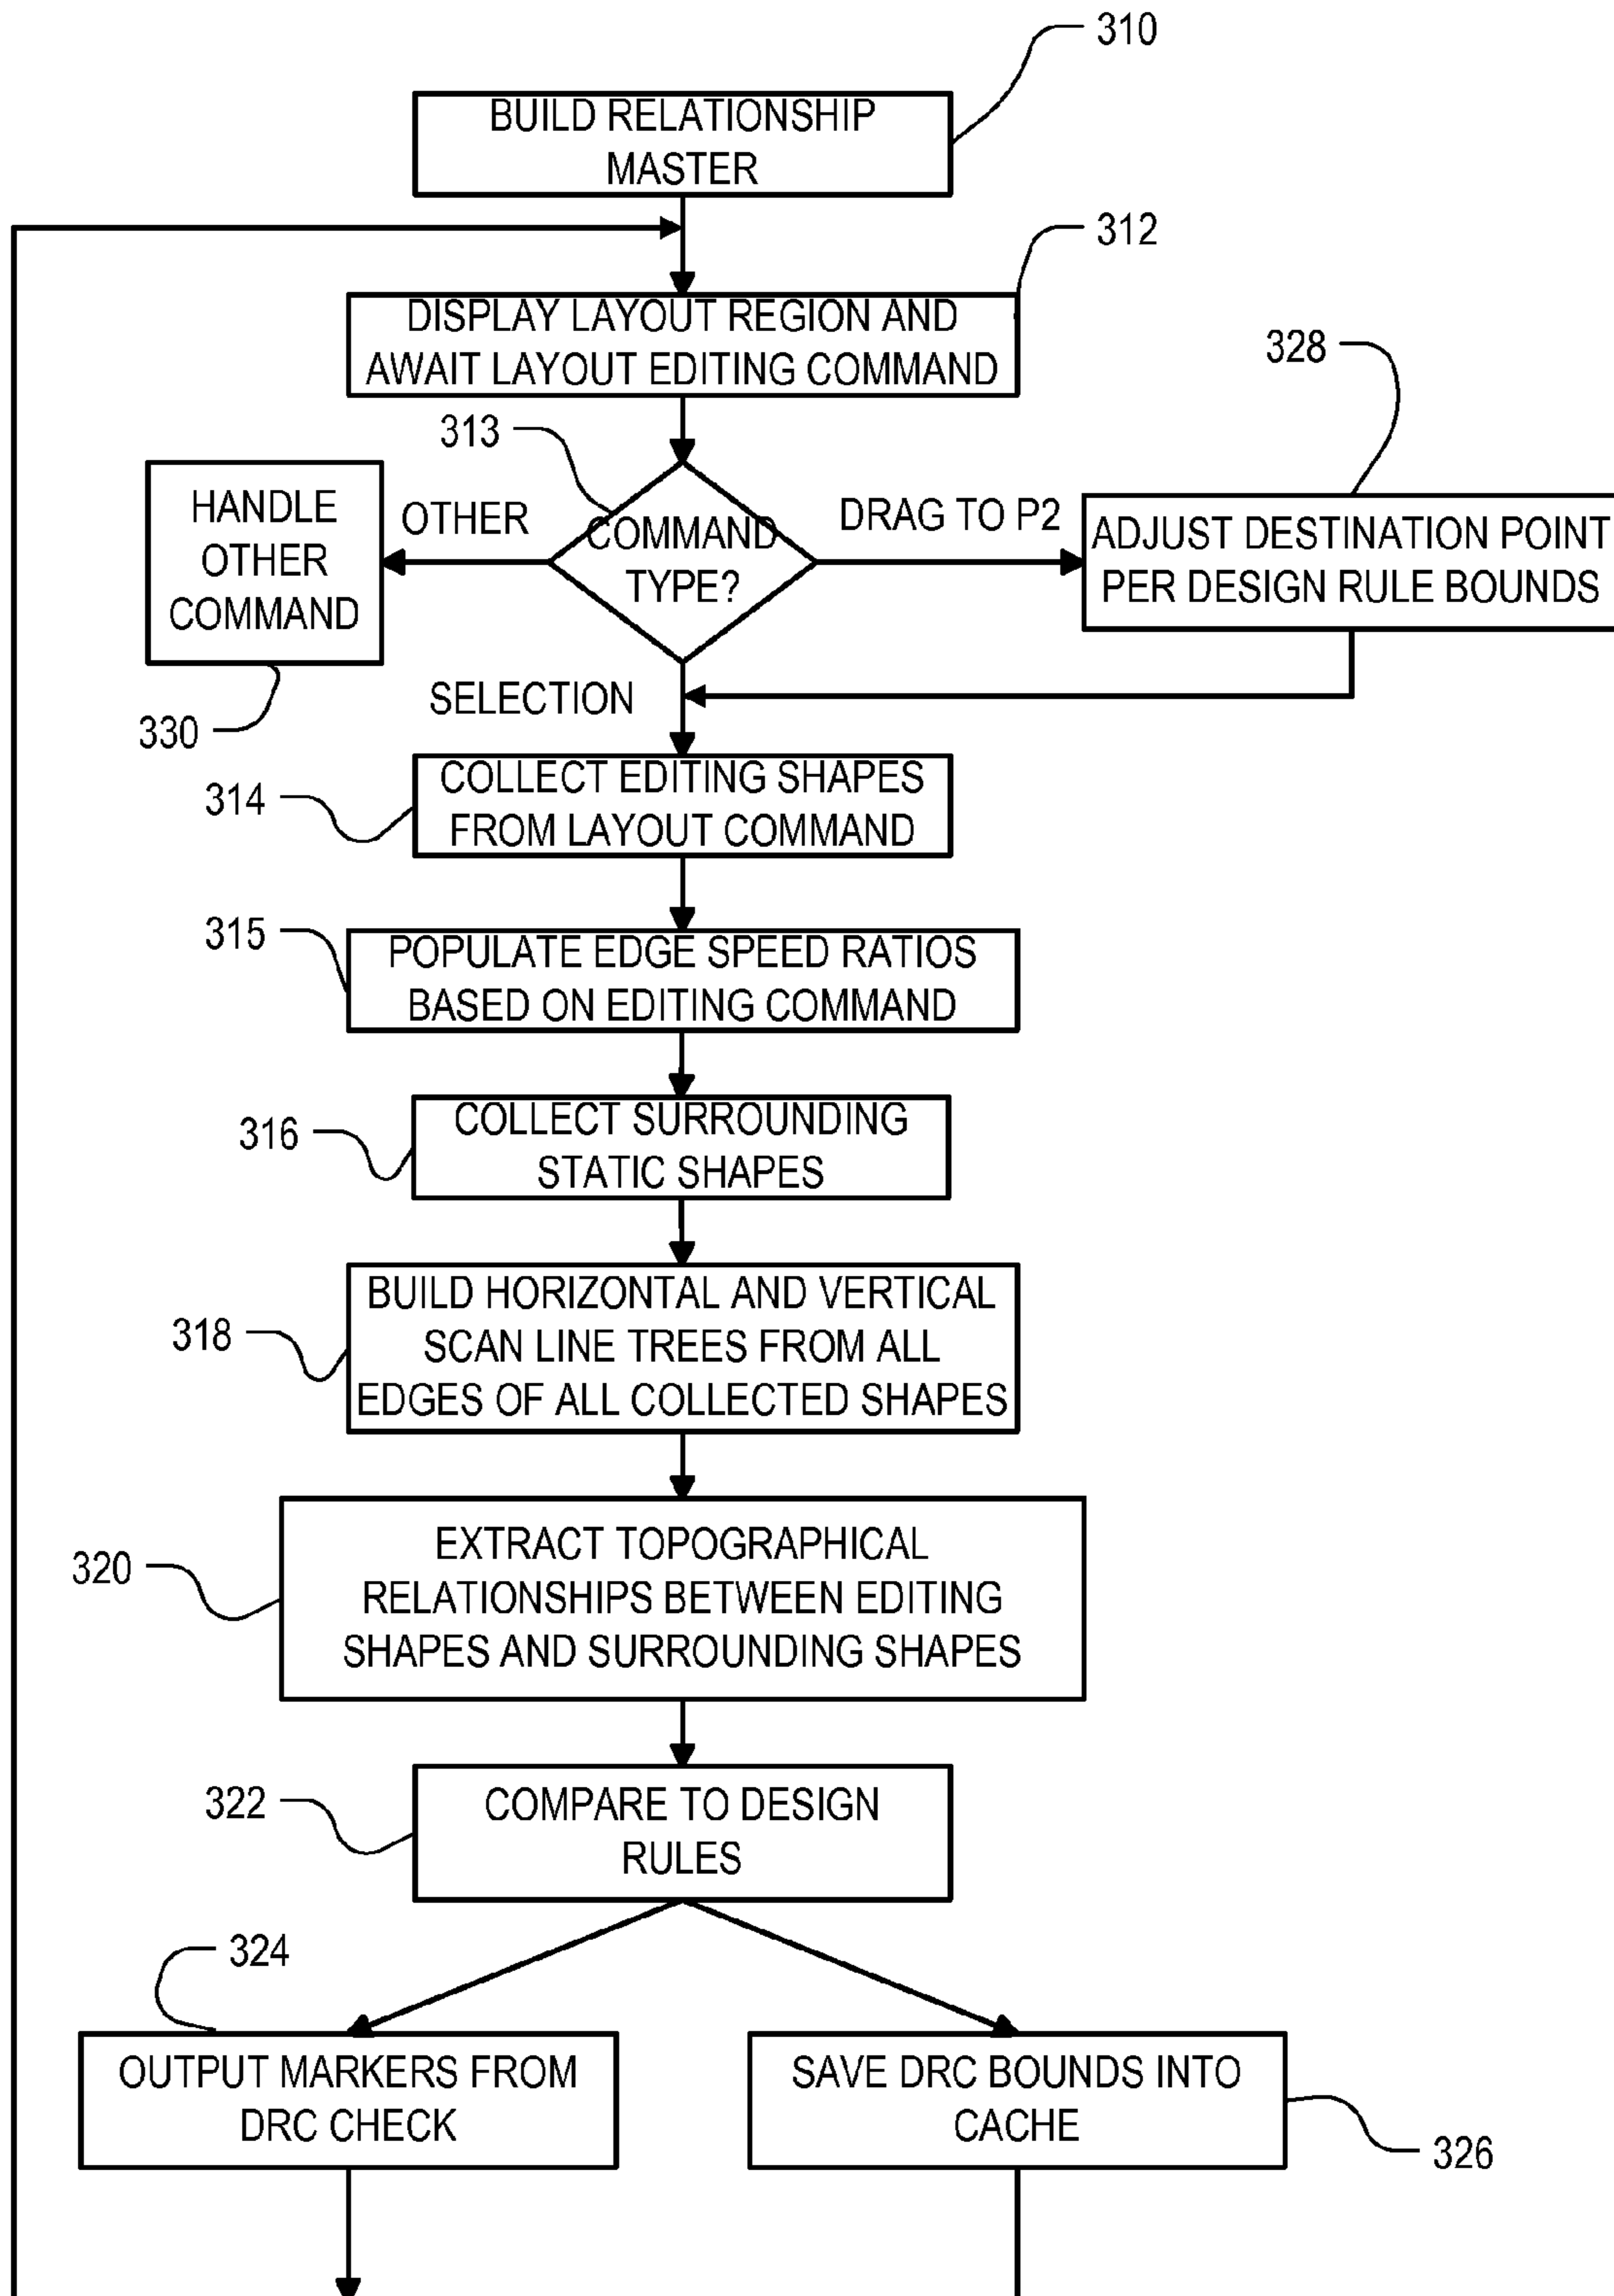 310
BUILD RELATIONSHIP
MASTER
312
DISPLAY LAYOUT REGION AND
AWAIT LAYOUT EDITING COMMAND
328
313
HANDLE
OTHER
COMMAND
OTHER
COMMAND
TYPE?
DRAG TO P2
ADJUST DESTINATION POINT
PER DESIGN RULE BOUNDS
330
SELECTION
314
COLLECT EDITING SHAPES
FROM LAYOUT COMMAND
315
POPULATE EDGE SPEED RATIOS
BASED ON EDITING COMMAND
316
COLLECT SURROUNDING
STATIC SHAPES
318
BUILD HORIZONTAL AND VERTICAL
SCAN LINE TREES FROM ALL
EDGES OF ALL COLLECTED SHAPES
320
EXTRACT TOPOGRAPHICAL
RELATIONSHIPS BETWEEN EDITING
SHAPES AND SURROUNDING SHAPES
322
COMPARE TO DESIGN
RULES
324
OUTPUT MARKERS FROM
DRC CHECK
SAVE DRC BOUNDS INTO
CACHE
326